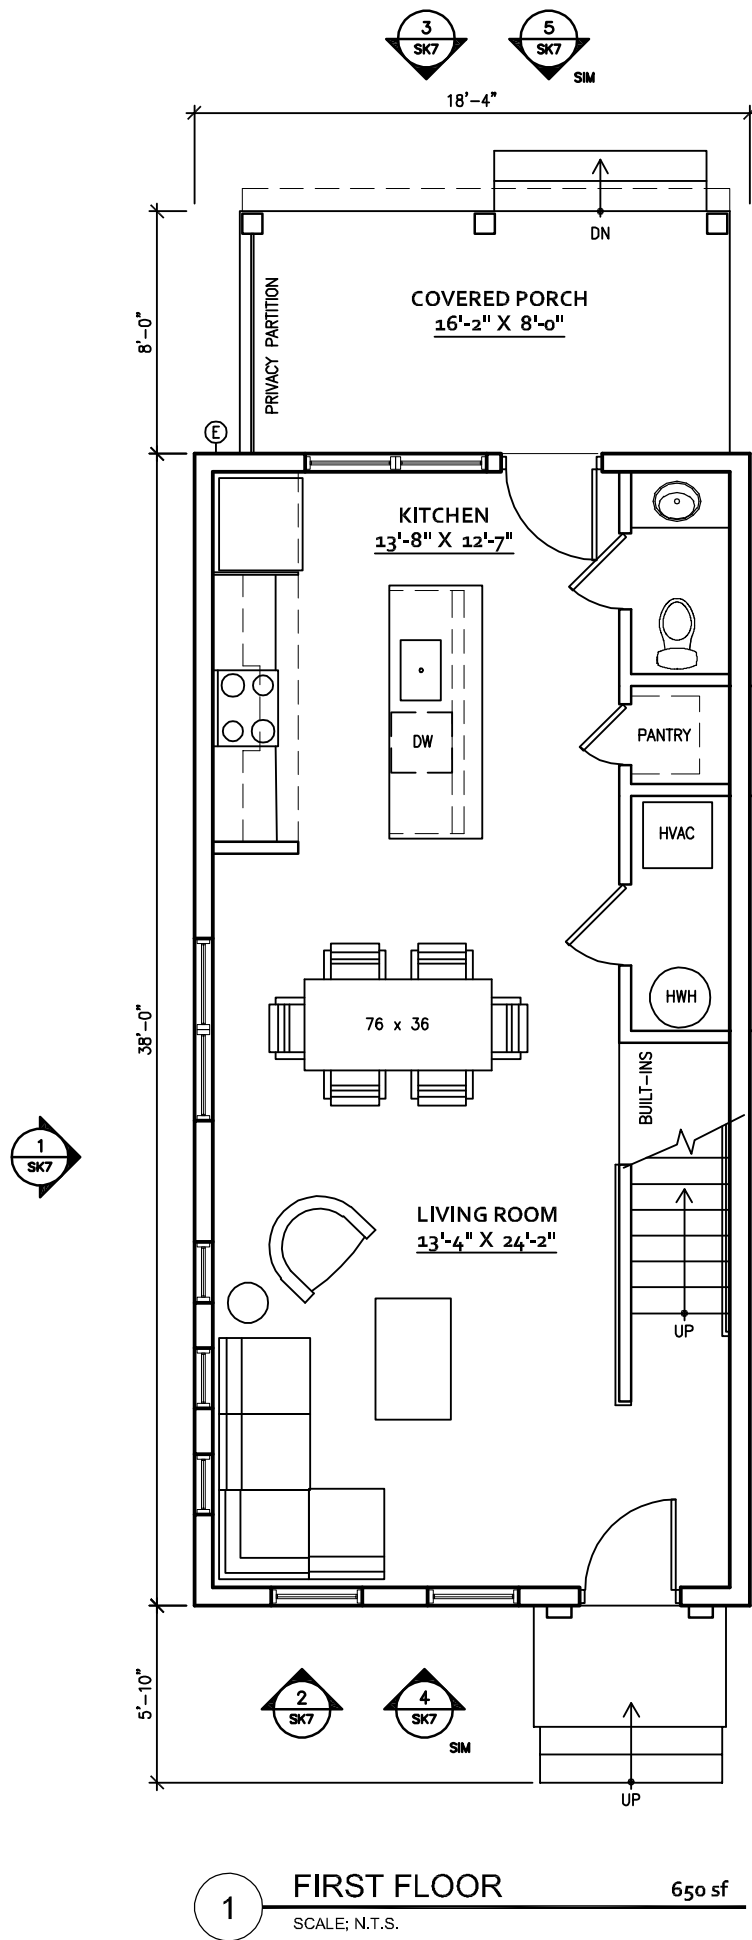 3
SK7
5
SK7
SIM
18'-4"
DN
8'-0"
PRIVACY PARTITION
COVERED PORCH
16'-2" X 8'-0"
E
KITCHEN
13'-8" X 12'-7"
DW
PANTRY
HVAC
38'-0"
76 x 36
HWH
BUILT-INS
1
SK7
LIVING ROOM
13'-4" X 24'-2"
UP
5'-10"
2
SK7
4
SK7
SIM
UP
1
FIRST FLOOR
650 sf
SCALE; N.T.S.